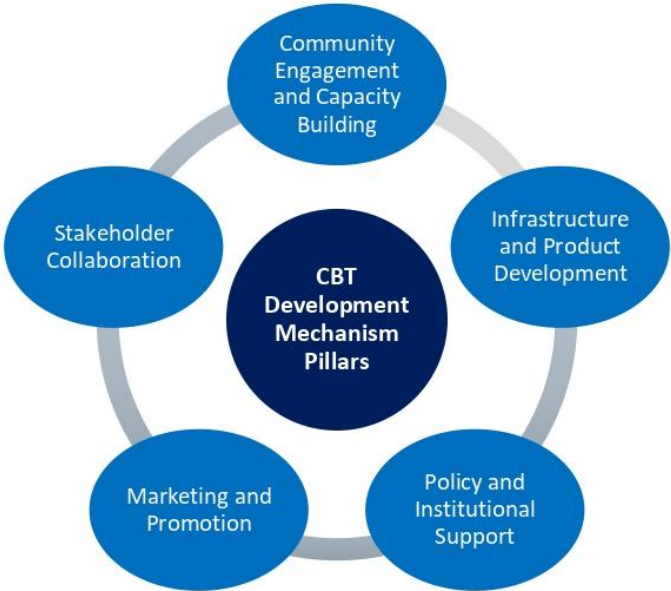 Community
Engagement
and Capacity
Building
Infrastructure
and Product
Development
Policy and
Institutional
Support
Marketing and
Promotion
Stakeholder
Collaboration
CBT
Development
Mechanism
Pillars